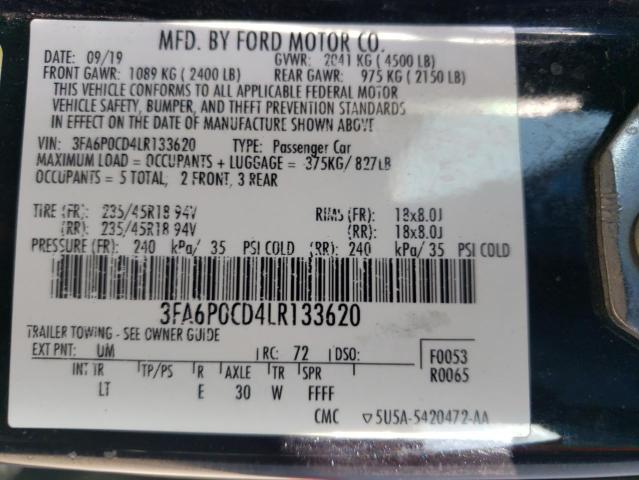 MFD. BY FORD MOTOR CO.
DATE: 09/19 GVWR: 2041 KG ( 4500 LB)
FRONT GAWR: 1089 KG ( 2400 LB) REAR GAWR: 975 KG ( 2150 LB)
THIS VEHICLE CONFORMS TO ALL APPLICABLE FEDERAL MOTOR
VEHICLE SAFETY, BUMPER, AND THEFT PREVENTION STANDARDS
IN EFFECT ON THE DATE OF MANUFACTURE SHOWN ABOVE
VIN: 3FA6P0CD4LR133620 TYPE: Passenger Car
MAXIMUM LOAD = OCCUPANTS + LUGGAGE = 375KG/ 827LB
OCCUPANTS = 5 TOTAL, 2 FRONT, 3 REAR
TIRE (FR): 235/45R18 94V RIMS (FR): 18x8.0J
(RR): 235/45R18 94V (RR): 18x8.0J
PRESSURE (FR): 240 kPa/ 35 PSI COLD (RR): 240 kPa/ 35 PSI COLD
3FA6P0CD4LR133620
TRAILER TOWING - SEE OWNER GUIDE
EXT PNT: UM RC: 72 DSO: F0053
INT TR TP/PS R AXLE TR SPR R0065
LT E 30 W FFFF
CMC ▽5U5A-5420472-AA